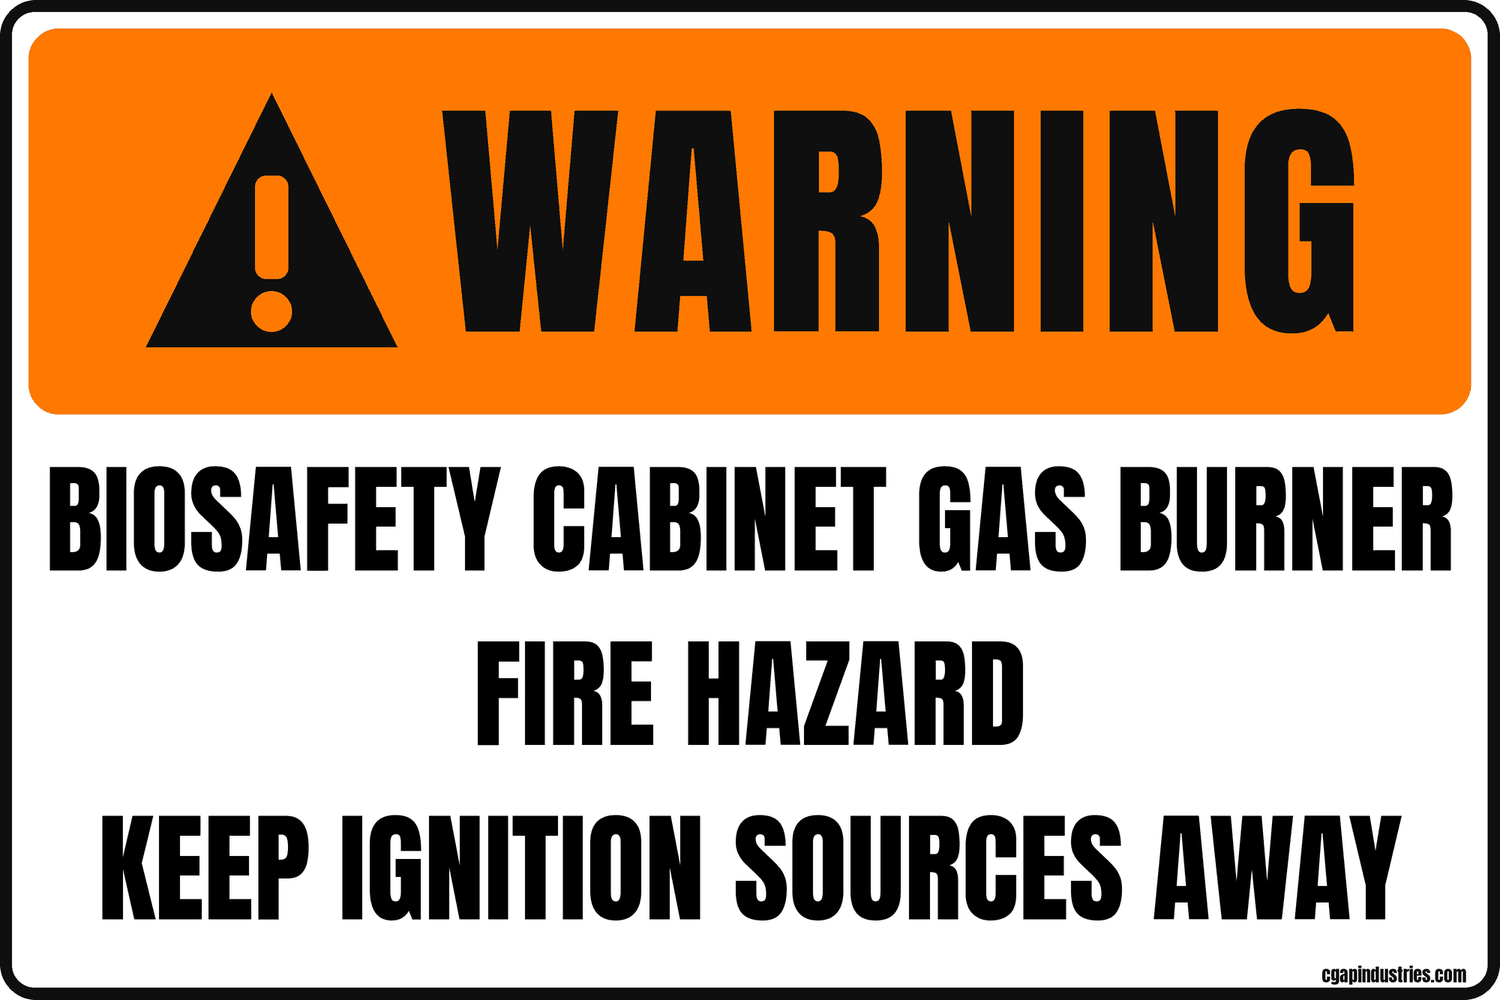 WARNING
BIOSAFETY CABINET GAS BURNER
FIRE HAZARD
KEEP IGNITION SOURCES AWAY
cgapindustries.com